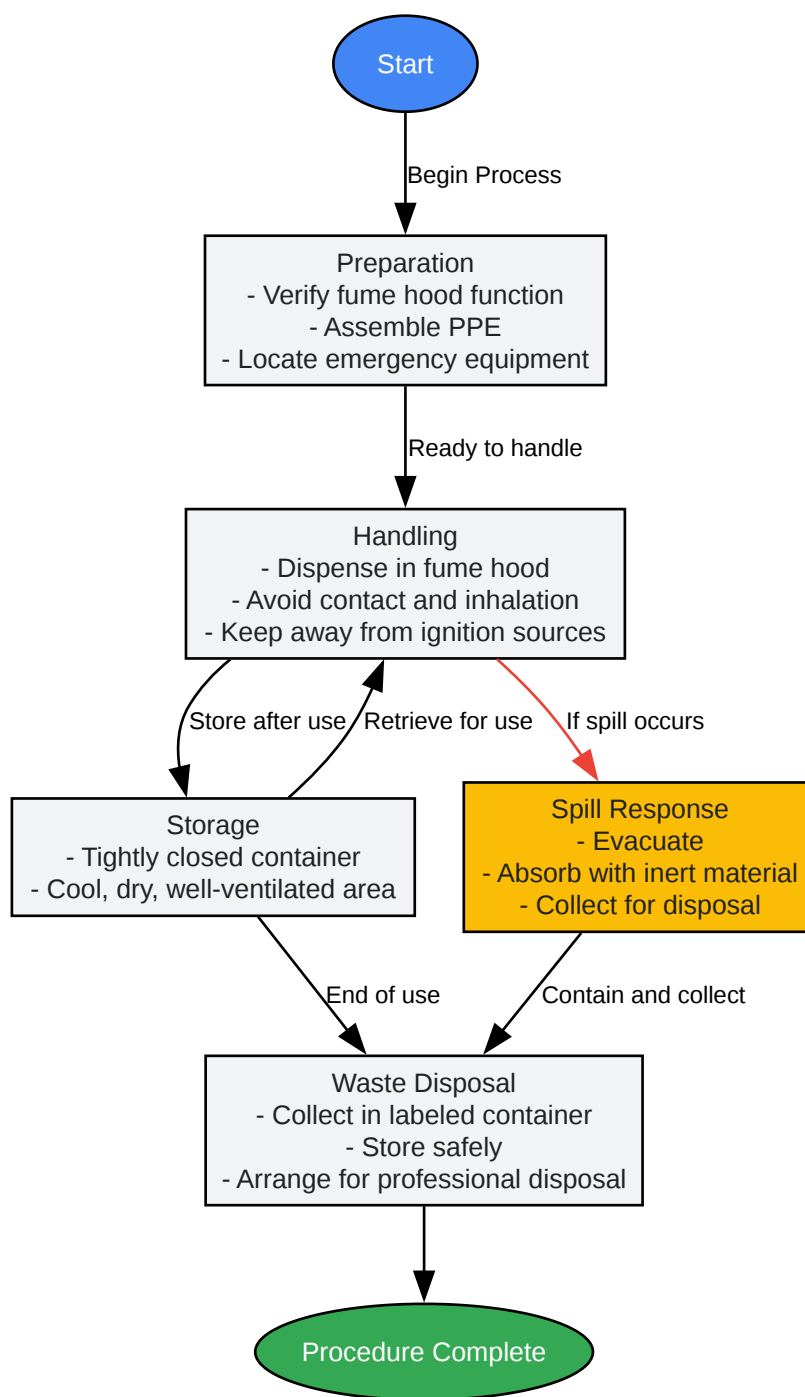 Start
Begin Process
Preparation
- Verify fume hood function
- Assemble PPE
- Locate emergency equipment
Ready to handle
Handling
- Dispense in fume hood
- Avoid contact and inhalation
- Keep away from ignition sources
Store after use
Retrieve for use
If spill occurs
Storage
- Tightly closed container
- Cool, dry, well-ventilated area
Spill Response
- Evacuate
- Absorb with inert material
- Collect for disposal
End of use
Contain and collect
Waste Disposal
- Collect in labeled container
- Store safely
- Arrange for professional disposal
Procedure Complete